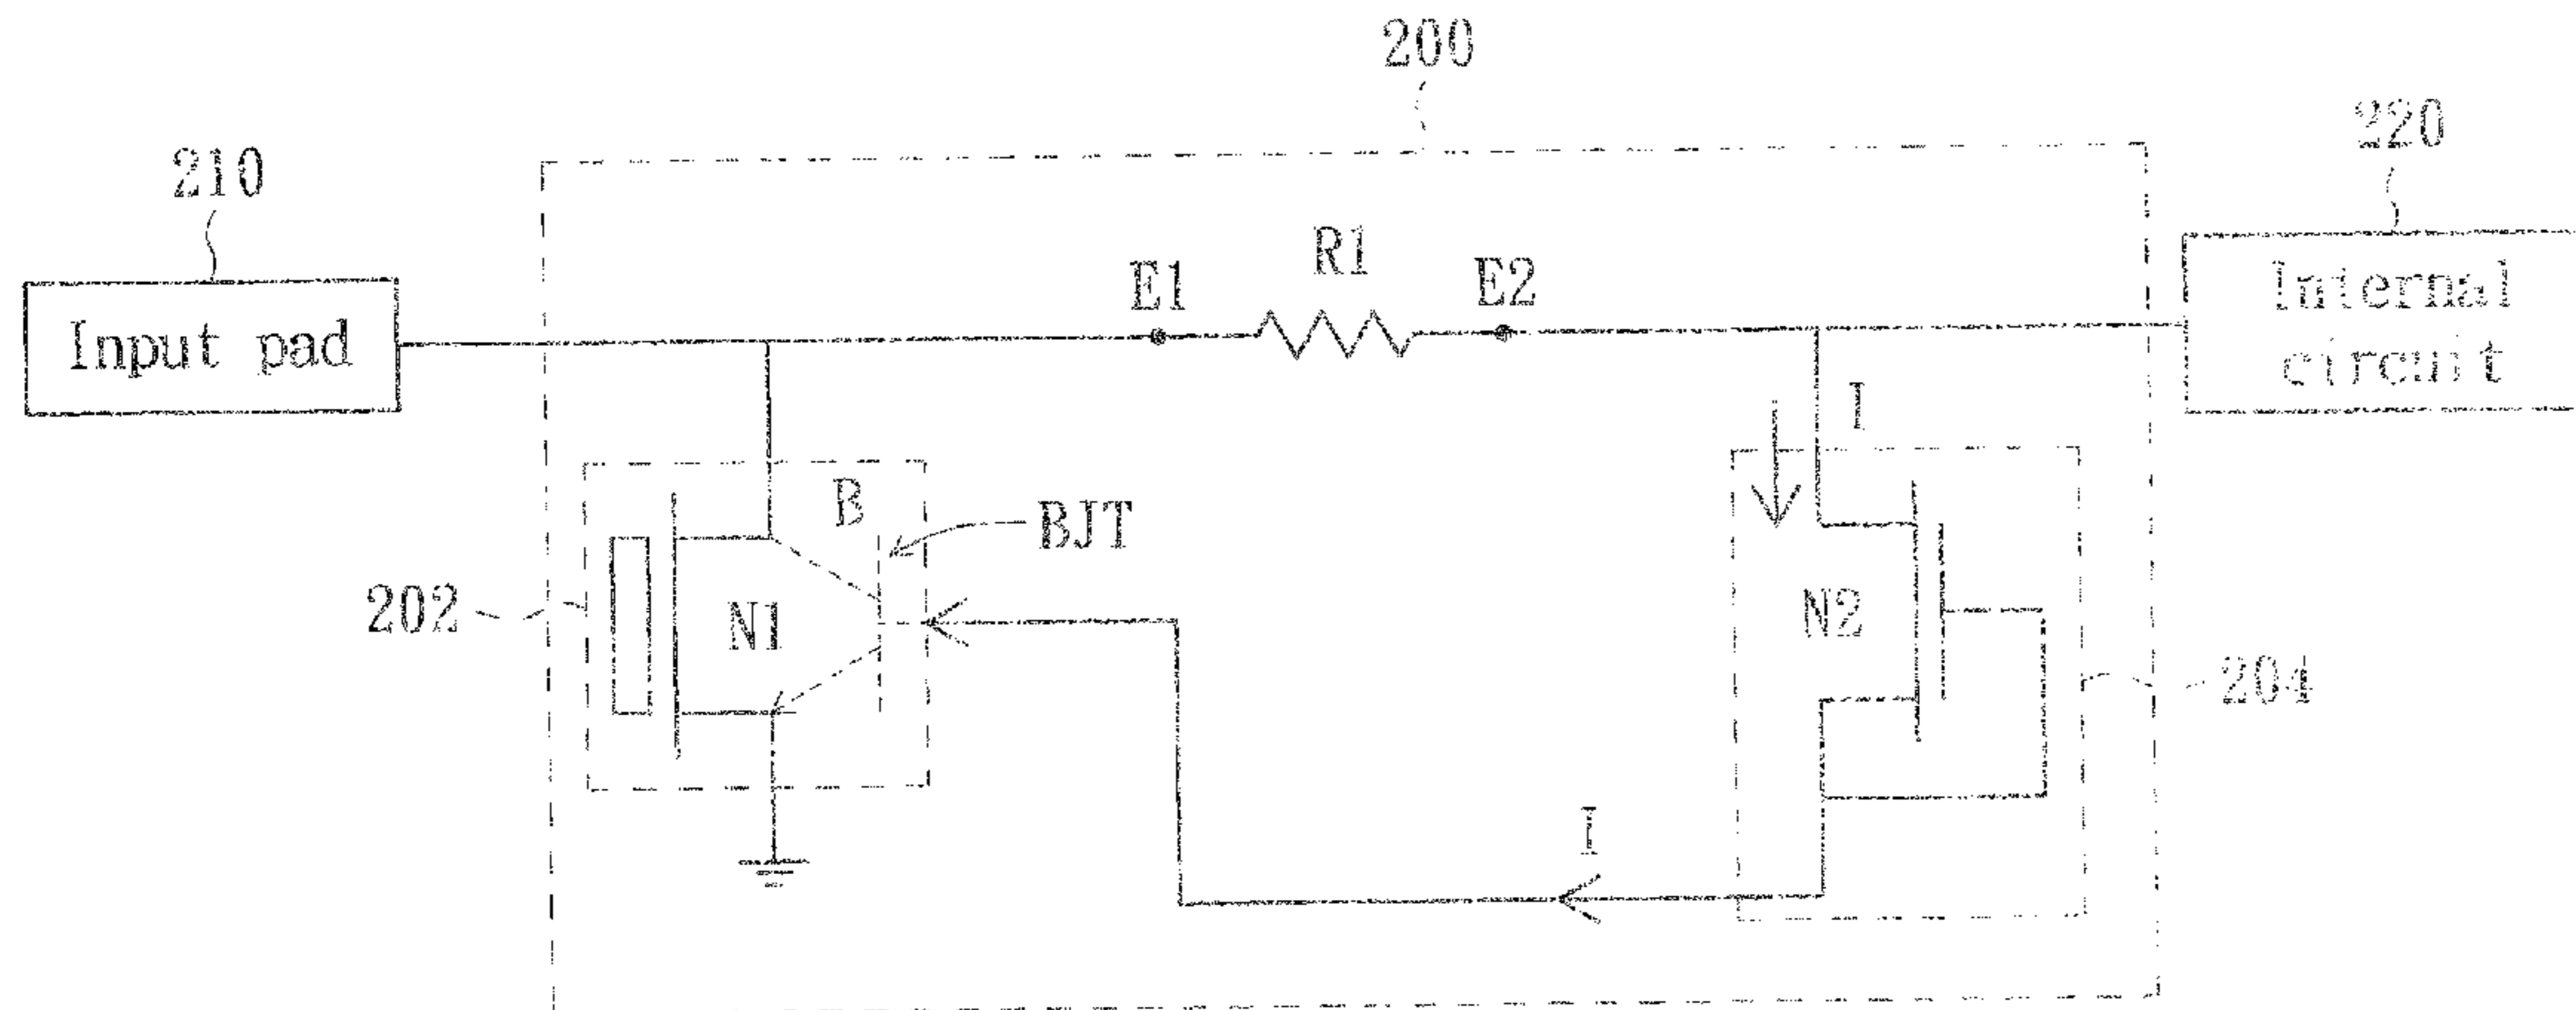 200
220
210
R1
E1
E2
Internal
circuit
Input pad
I
B
BJT
202
N1
N2
204
I